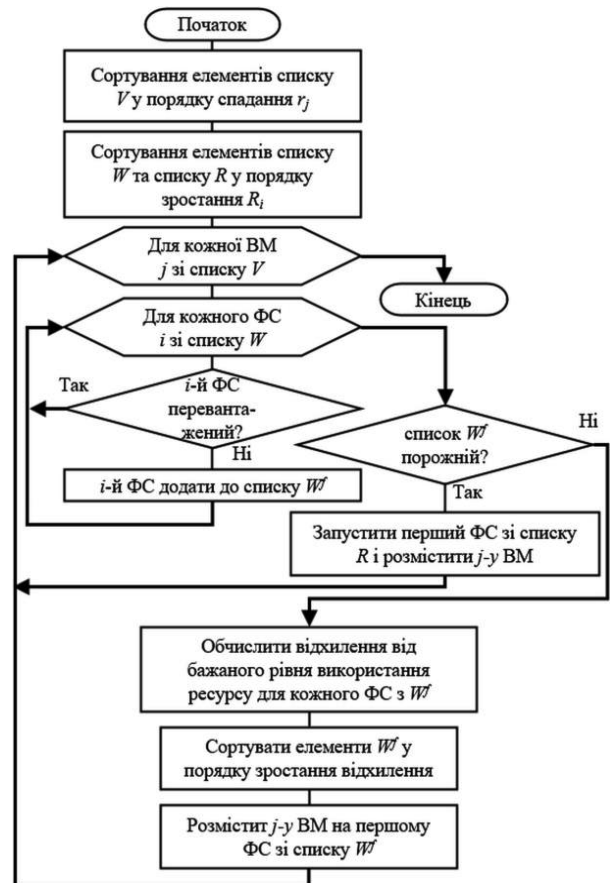 Початок
Сортування елементів списку
V у порядку спадання rj
Сортування елементів списку
W та списку R у порядку
зростання Ri
Для кожної ВМ
j зі списку V
Кінець
Для кожного ФС
і зі списку W
Так
і-й ФС
переванта-
жений?
Ні
і-й ФС додати до списку Wf
список Wf
порожній?
Ні
Так
Запустити перший ФС зі списку
R і розмістити j-у ВМ
Обчислити відхилення від
бажаного рівня використання
ресурсу для кожного ФС з Wf
Сортувати елементи Wf у
порядку зростання відхилення
Розмістит j-у ВМ на першому
ФС зі списку Wf